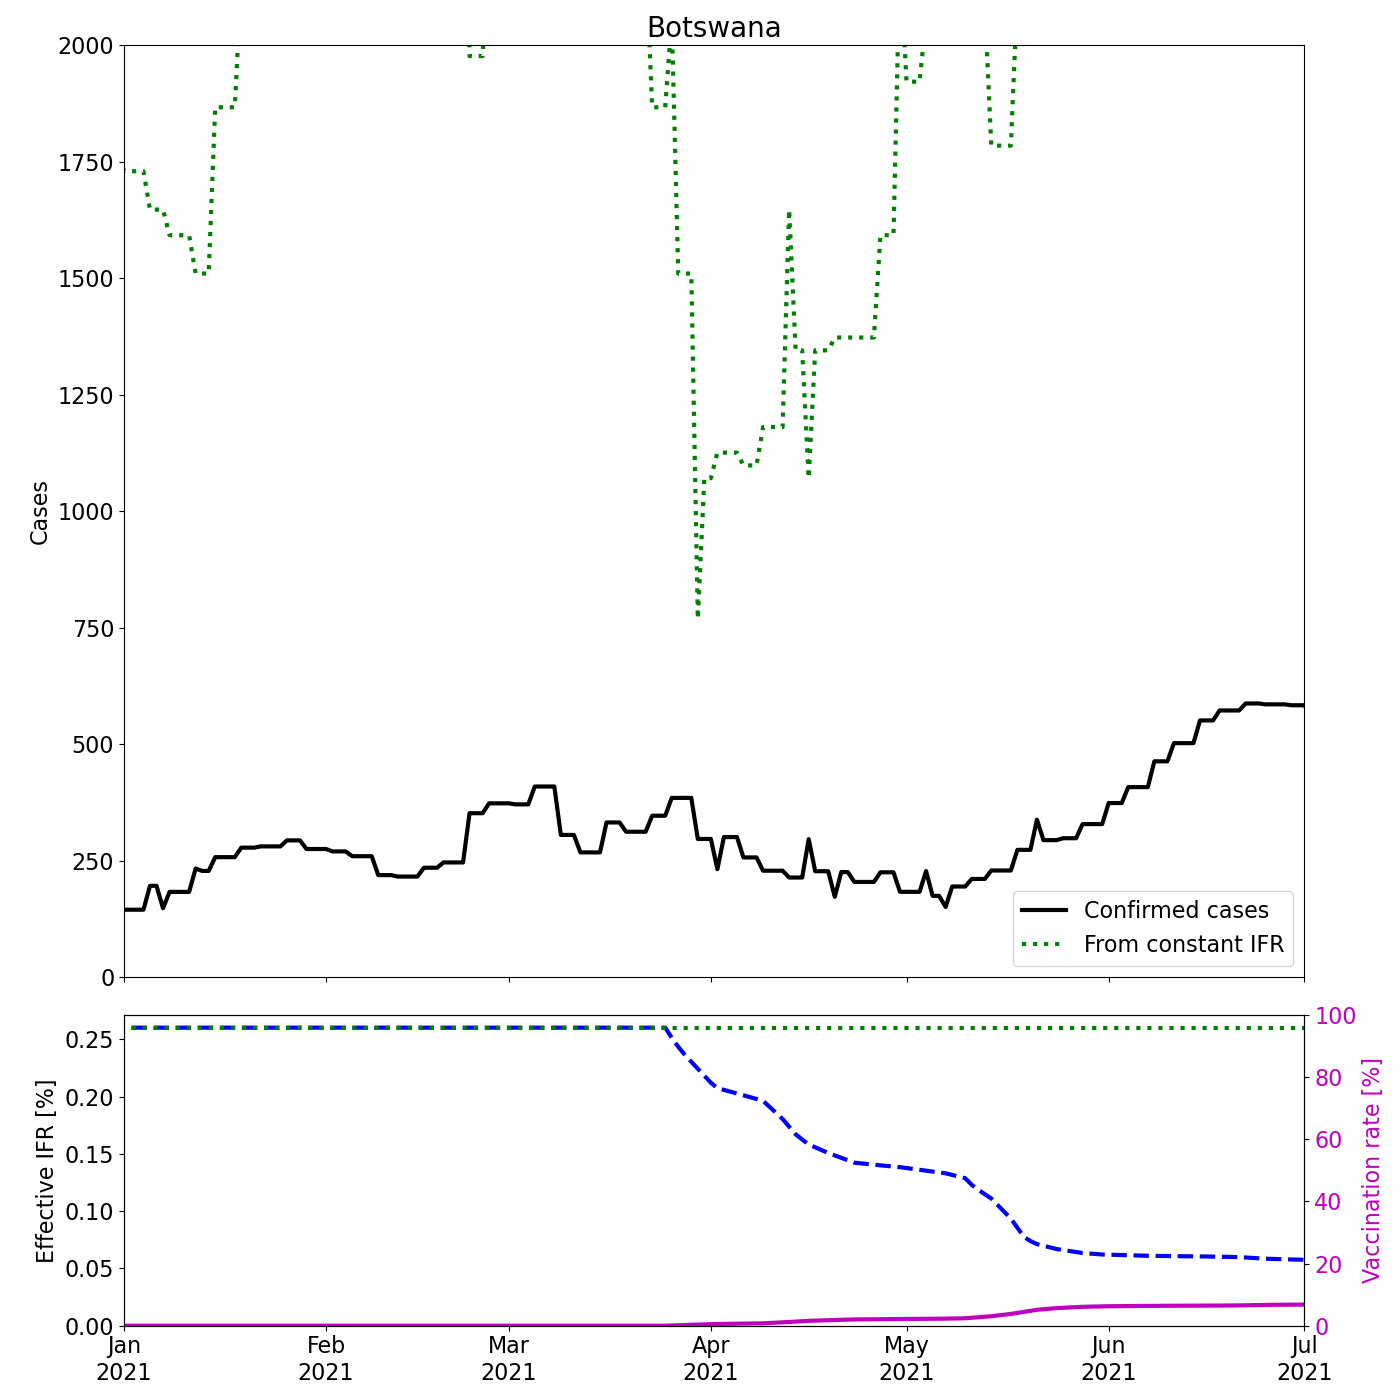 Botswana
2000
1750
1500
1250
1000
750
500
250
0
Cases
Confirmed cases
From constant IFR
0.25
0.20
0.15
0.10
0.05
0.00
Effective IFR [%]
100
80
60
40
20
0
Vaccination rate [%]
Jan Feb Mar Apr May Jun Jul
2021 2021 2021 2021 2021 2021 2021